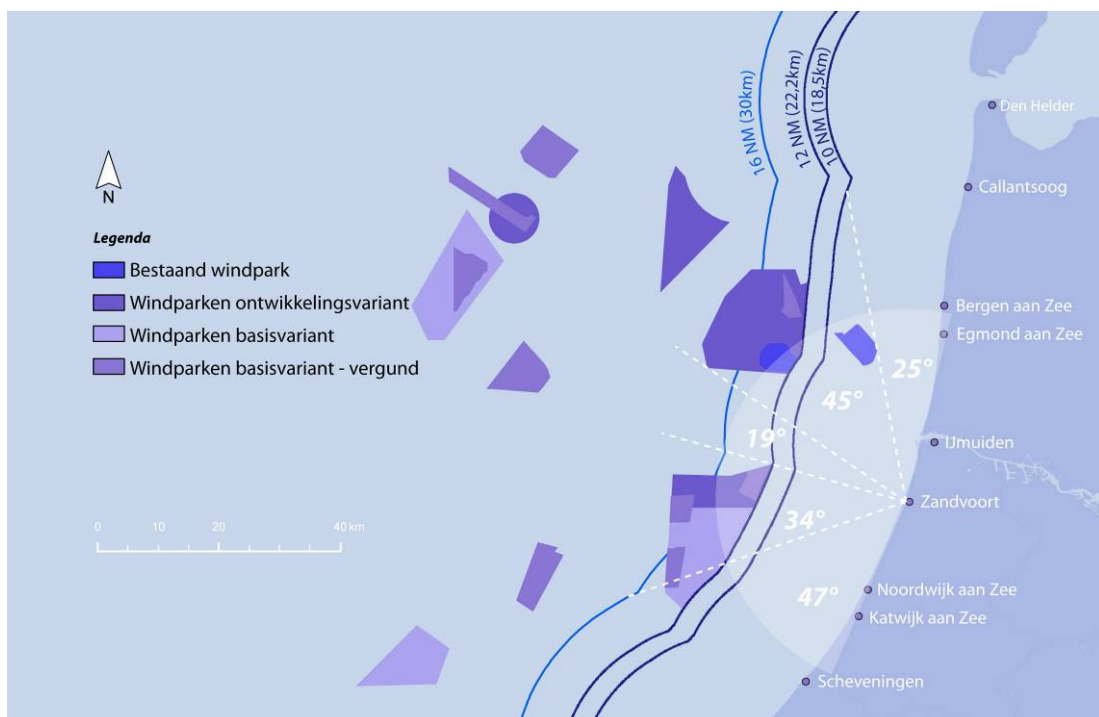 16 NM (30km)
12 NM (22,2km)
10 NM (18,5km)
Den Helder
Callantsoog
N
Legenda
Bestaand windpark
Windparken ontwikkelingsvariant
Windparken basisvariant
Windparken basisvariant - vergund
Bergen aan Zee
Egmond aan Zee
25°
45°
19°
IJmuiden
Zandvoort
34°
0 10 20 40 km
47°
Noordwijk aan Zee
Katwijk aan Zee
Scheveningen